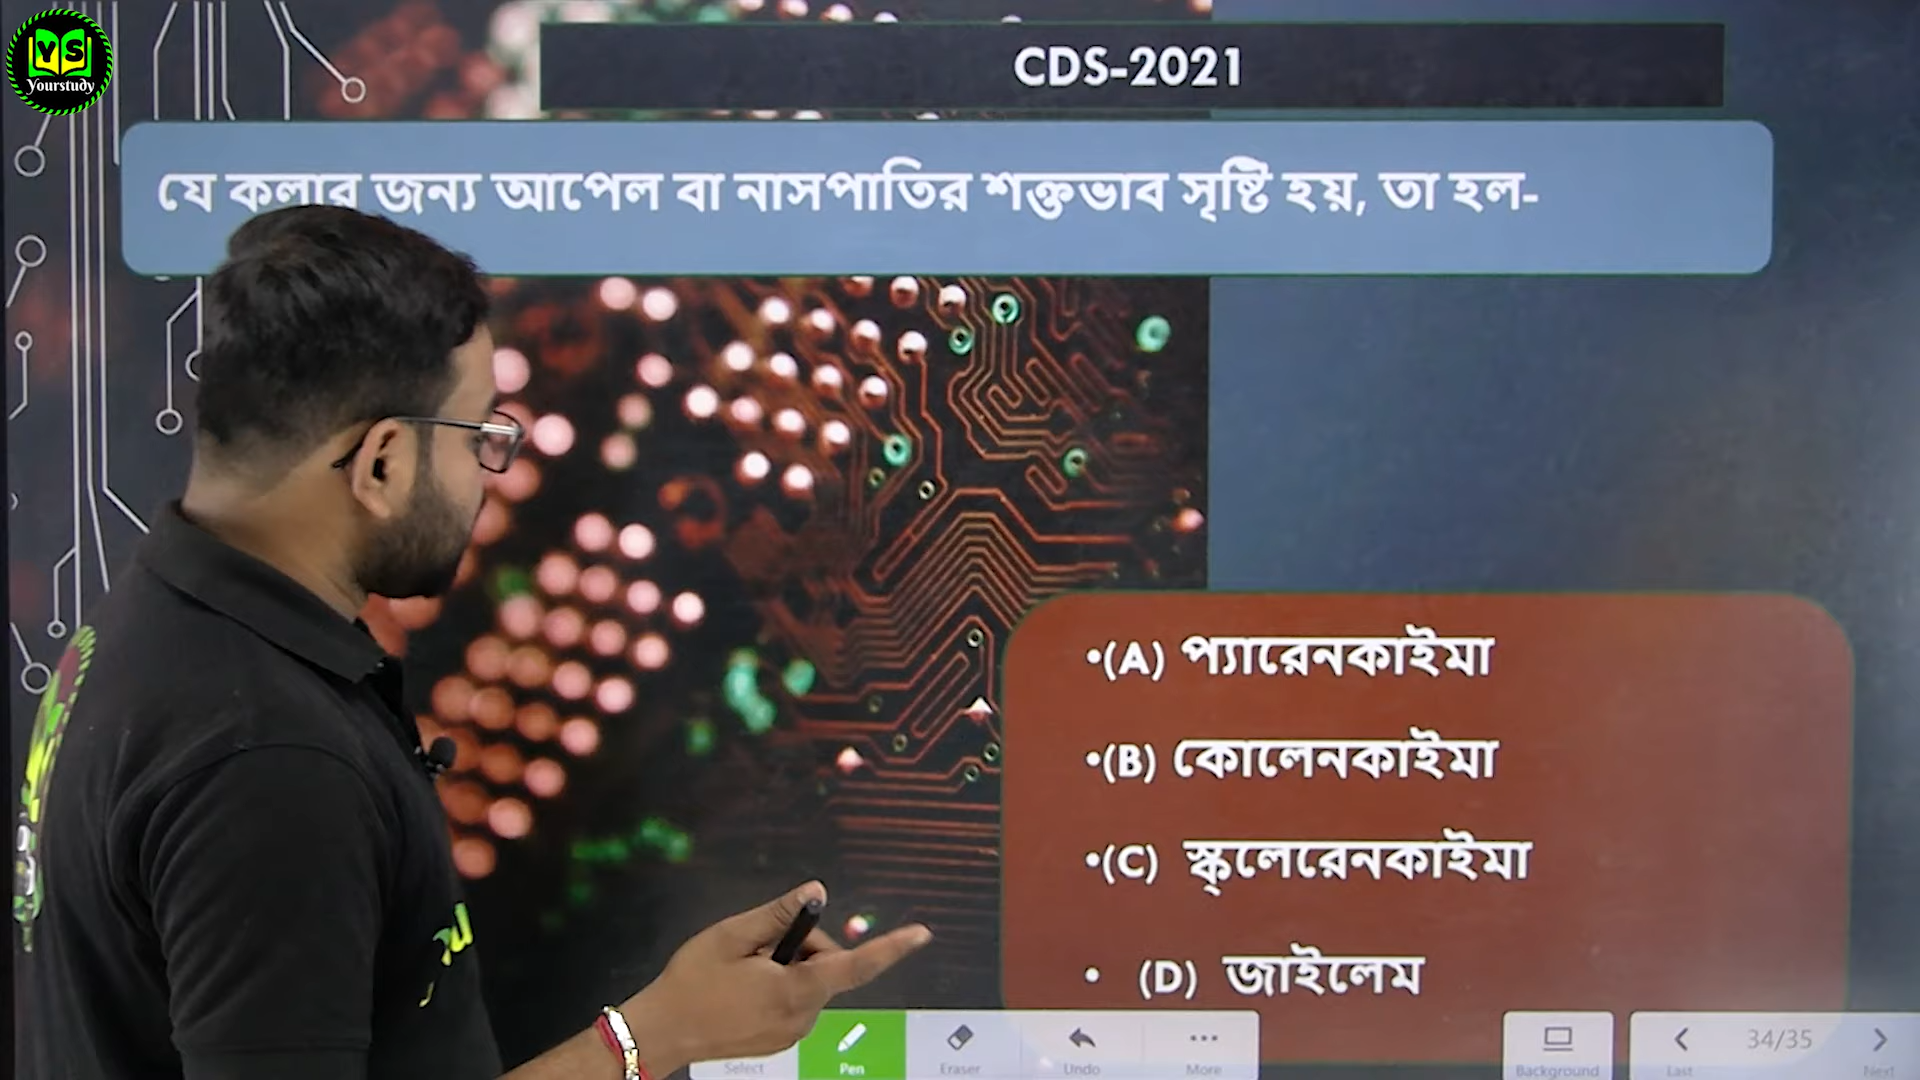 YS
Yourstudy
CDS-2021
যে কলার জন্য আপেল বা নাসপাতির শক্তভাব সৃষ্টি হয়, তা হল-
•(A) প্যারেনকাইমা
•(B) কোলেনকাইমা
•(C) স্ক্লেরেনকাইমা
• (D) জাইলেম
Select Pen Eraser Undo More Background Last 34/35 Next